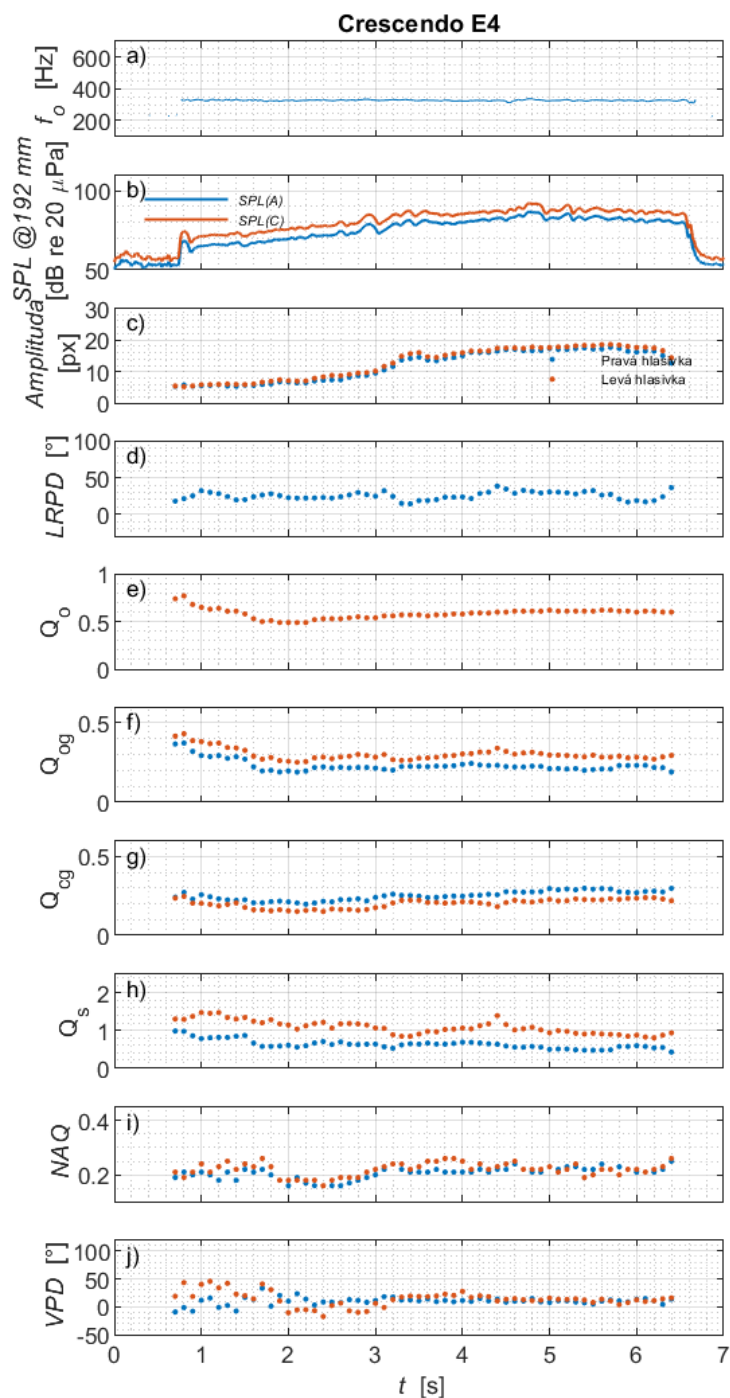 Crescendo E4
a)
600
400
200
f_o [Hz]
b)
100
50
SPL @192 mm
[dB re 20 μPa]
SPL(A)
SPL(C)
c)
30
20
10
0
Amplituda
[px]
Pravá hlasivka
Levá hlasivka
d)
100
50
0
LRPD [°]
e)
1
0.5
0
Q_o
f)
0.5
0
Q_og
g)
0.5
0
Q_cg
h)
2
1
0
Q_s
i)
0.4
0.2
NAQ
j)
100
50
0
-50
VPD [°]
0 1 2 3 4 5 6 7
t [s]